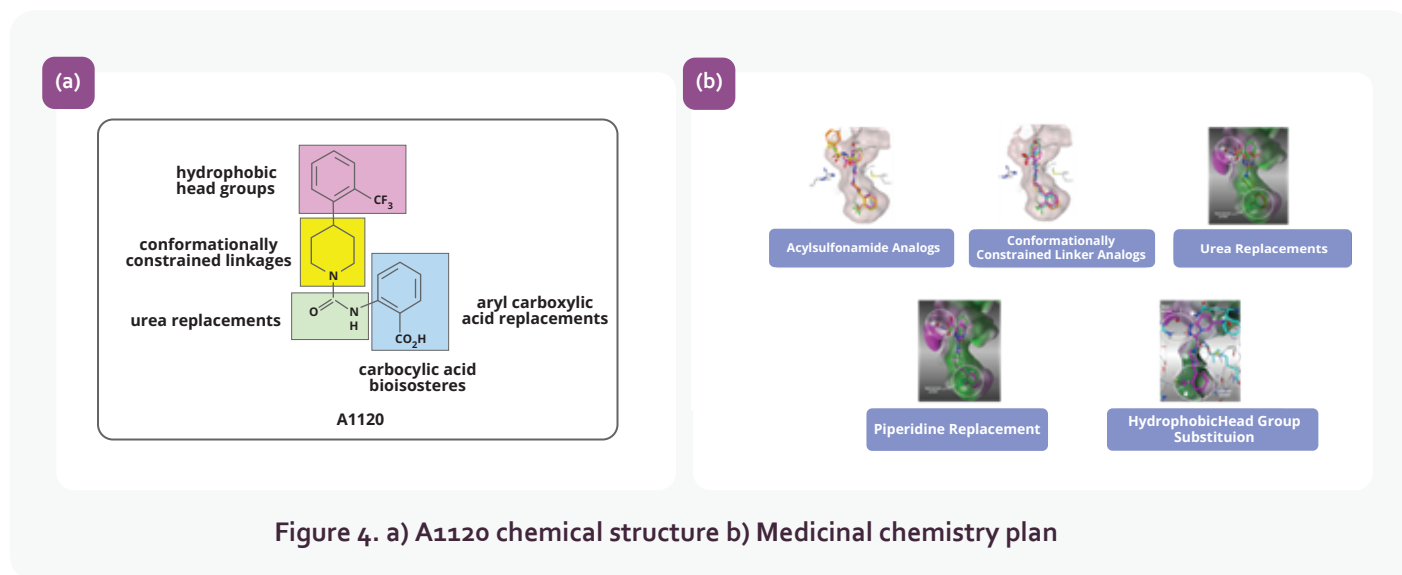 (a)
hydrophobic
head groups
CF3
conformationally
constrained linkages
N
urea replacements
O
N
H
CO2H
aryl carboxylic
acid replacements
carbocylic acid
bioisosteres
A1120
(b)
Acylsulfonamide Analogs
Conformationally
Constrained Linker Analogs
Urea Replacements
Piperidine Replacement
HydrophobicHead Group
Substituion
Figure 4. a) A1120 chemical structure b) Medicinal chemistry plan